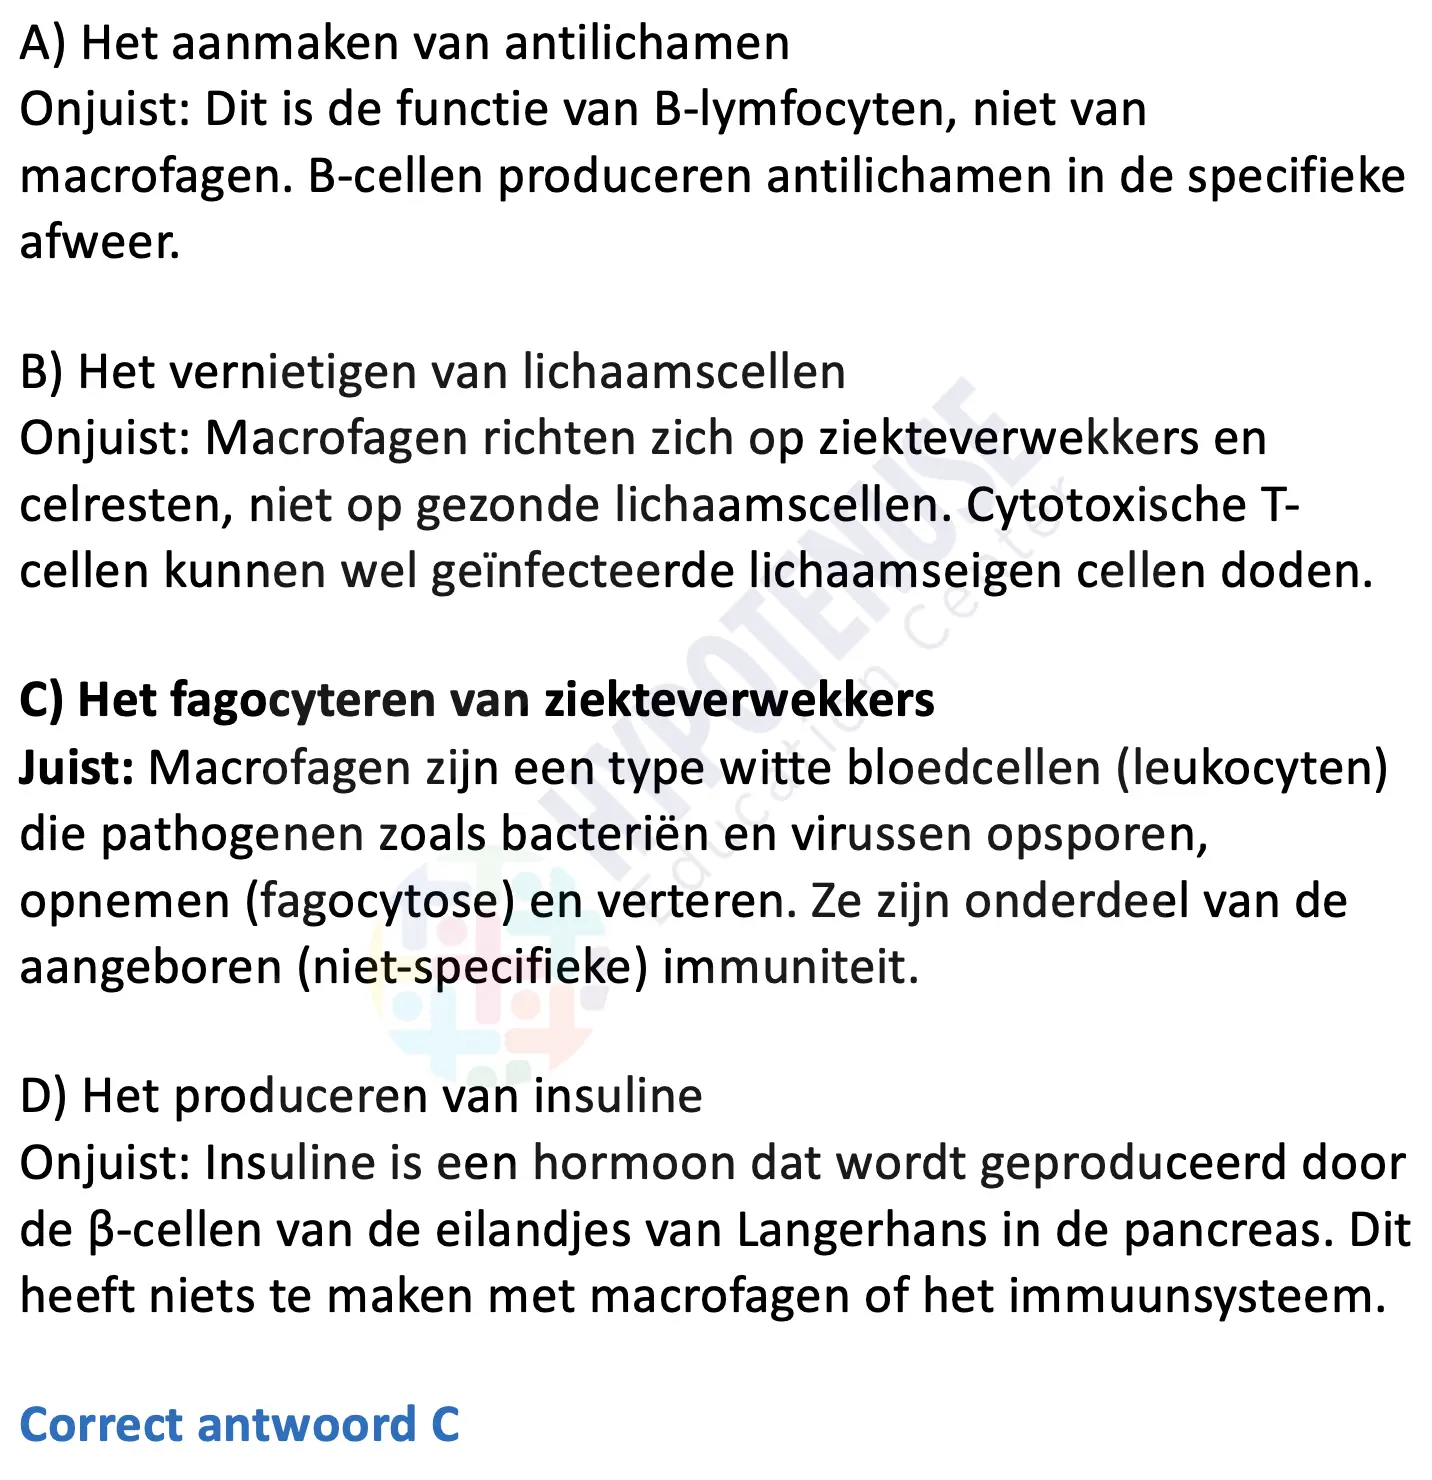 A) Het aanmaken van antilichamen
Onjuist: Dit is de functie van B-lymfocyten, niet van
macrofagen. B-cellen produceren antilichamen in de specifieke
afweer.
B) Het vernietigen van lichaamscellen
Onjuist: Macrofagen richten zich op ziekteverwekkers en
celresten, niet op gezonde lichaamscellen. Cytotoxische T-
cellen kunnen wel geïnfecteerde lichaamseigen cellen doden.
C) Het fagocyteren van ziekteverwekkers
Juist: Macrofagen zijn een type witte bloedcellen (leukocyten)
die pathogenen zoals bacteriën en virussen opsporen,
opnemen (fagocytose) en verteren. Ze zijn onderdeel van de
aangeboren (niet-specifieke) immuniteit.
D) Het produceren van insuline
Onjuist: Insuline is een hormoon dat wordt geproduceerd door
de β-cellen van de eilandjes van Langerhans in de pancreas. Dit
heeft niets te maken met macrofagen of het immuunsysteem.
Correct antwoord C
HYPOTENUSE
Education Center